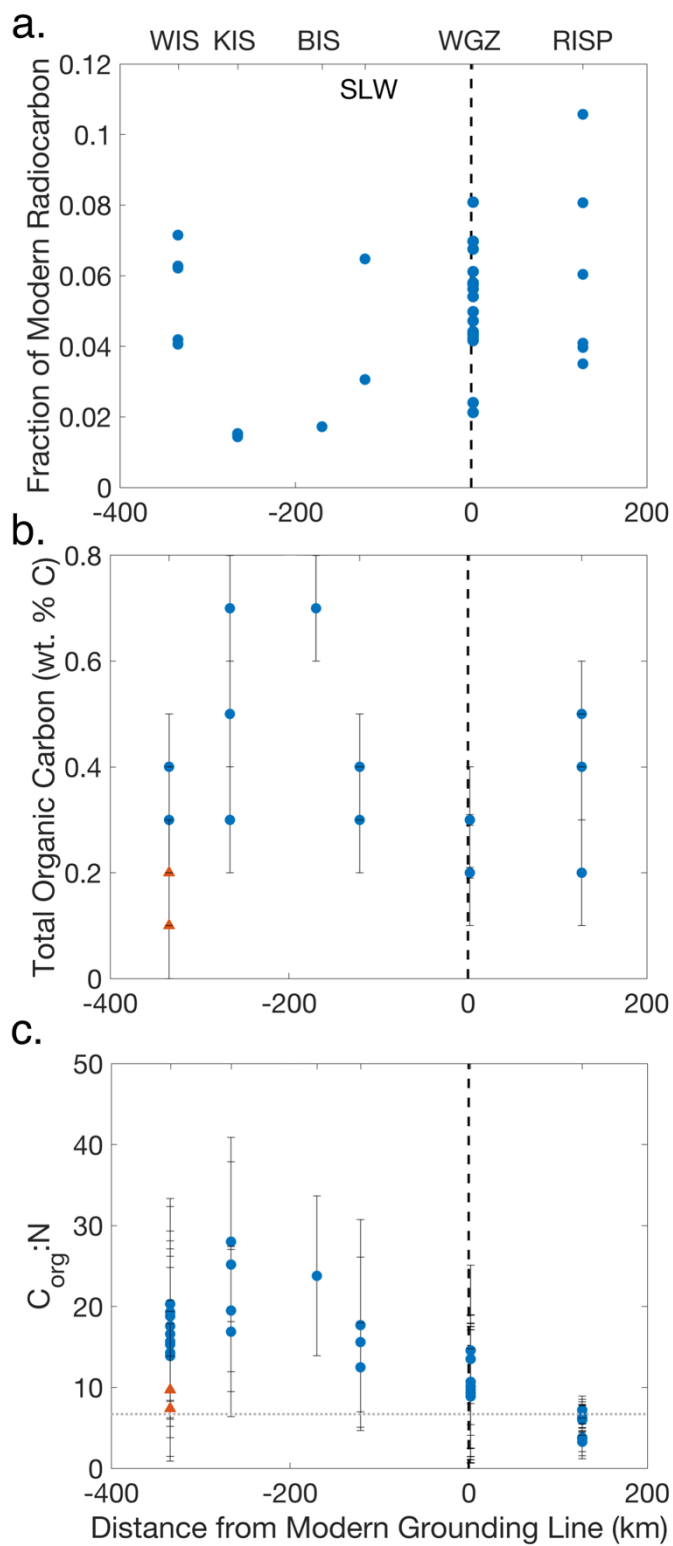 a.
WIS KIS BIS WGZ RISP
SLW
0.12
0.1
0.08
0.06
0.04
0.02
0
Fraction of Modern Radiocarbon
-400 -200 0 200
b.
0.8
0.6
0.4
0.2
0
Total Organic Carbon (wt. % C)
-400 -200 0 200
c.
50
40
30
20
10
0
Corg:N
-400 -200 0 200
Distance from Modern Grounding Line (km)